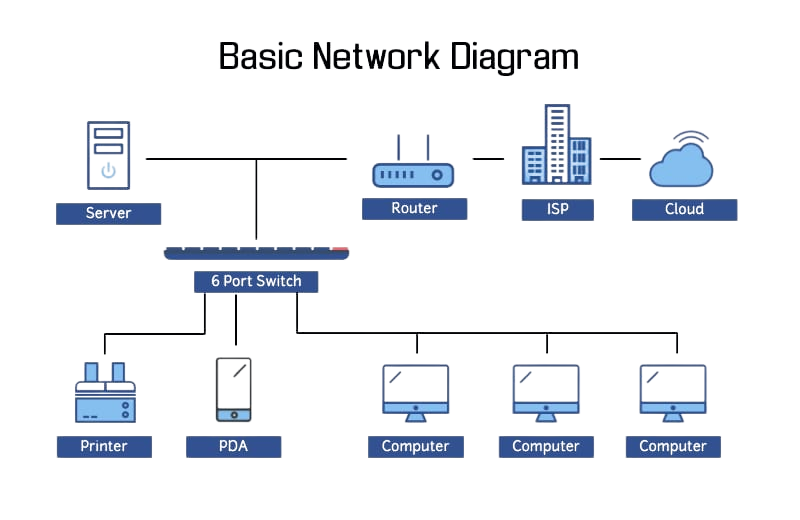 Basic Network Diagram
Server
Router
ISP
Cloud
6 Port Switch
Printer
PDA
Computer
Computer
Computer